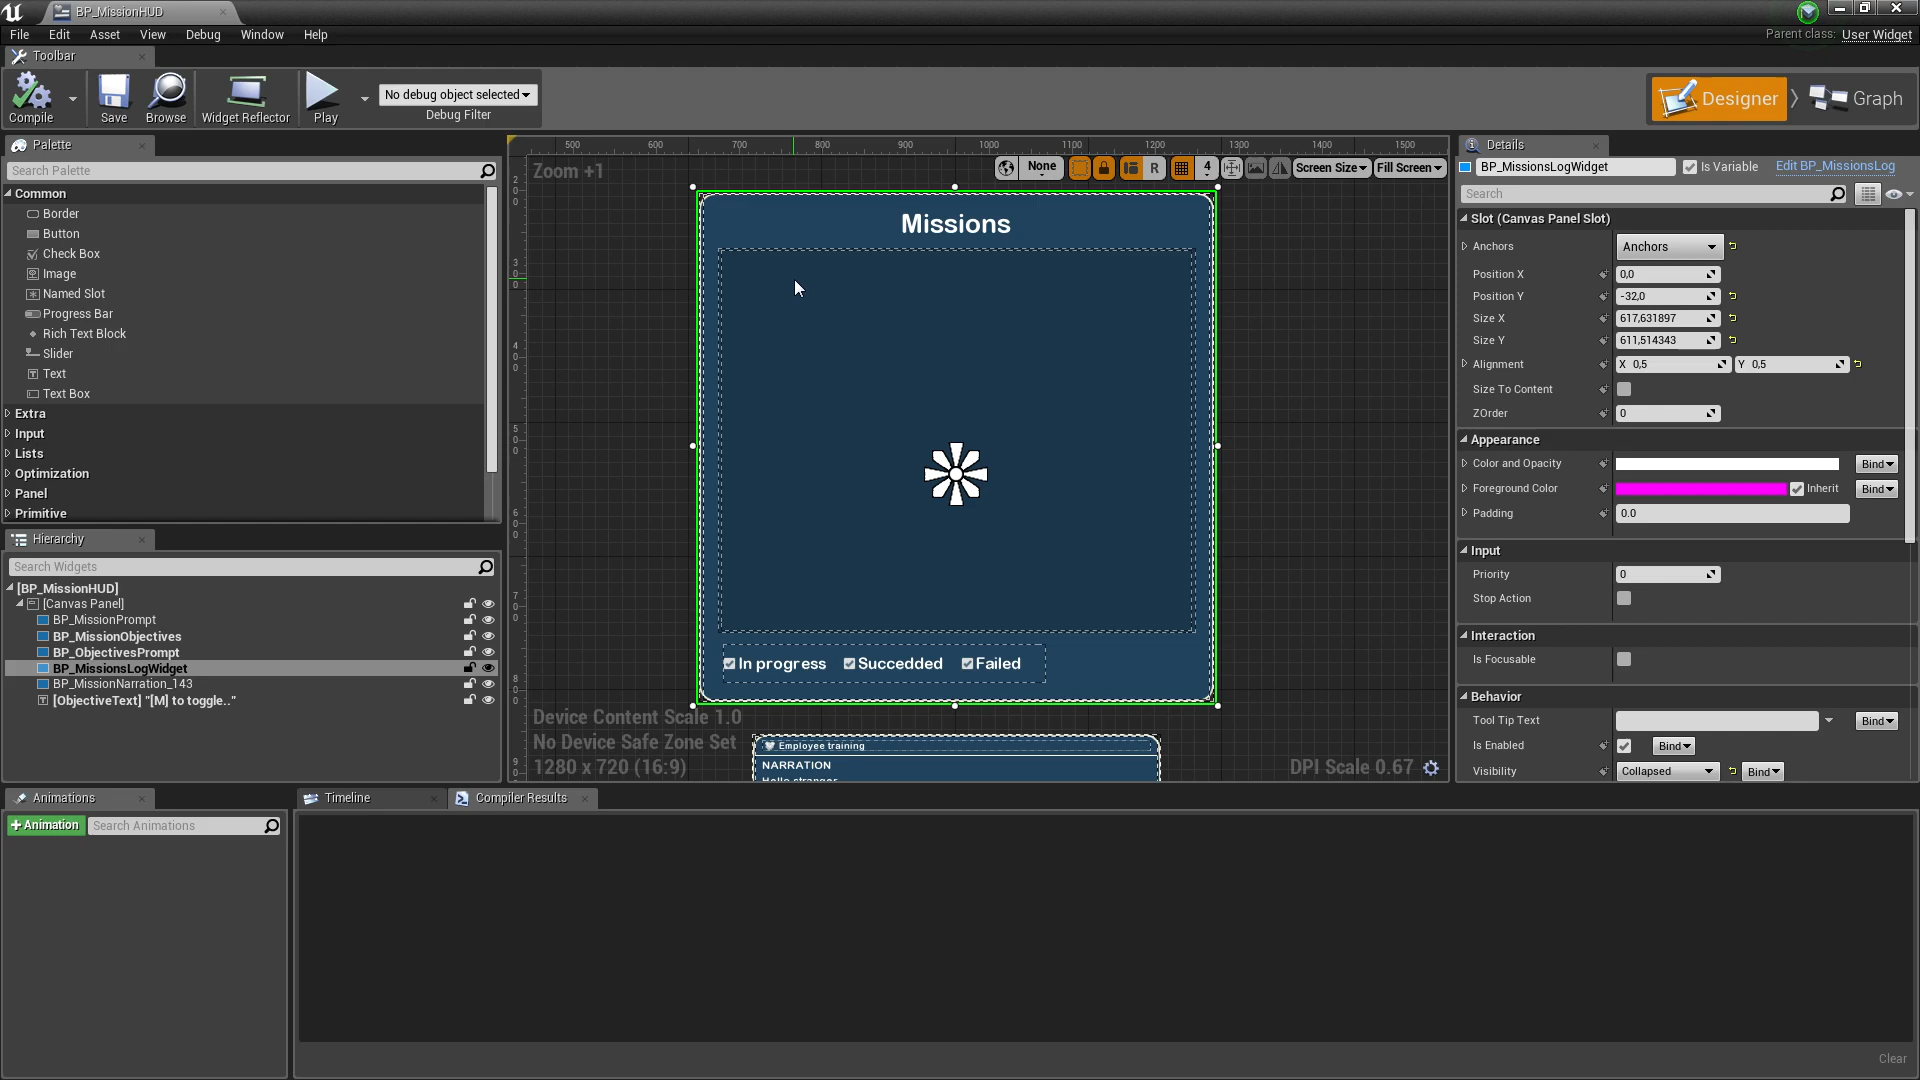 BP_MissionHUD
File Edit Asset View Debug Window Help
Parent class: User Widget
Toolbar
Compile Save Browse Widget Reflector Play
No debug object selected
Debug Filter
Designer Graph
Palette
Search Palette
Common
Border
Button
Check Box
Image
Named Slot
Progress Bar
Rich Text Block
Slider
Text
Text Box
Extra
Input
Lists
Optimization
Panel
Primitive
Hierarchy
Search Widgets
[BP_MissionHUD]
[Canvas Panel]
BP_MissionPrompt
BP_MissionObjectives
BP_ObjectivesPrompt
BP_MissionsLogWidget
BP_MissionNarration_143
[ObjectiveText] "[M] to toggle.."
500 600 700 800 900 1000 1100 1200 1300 1400 1500
Zoom +1
None R 4 Screen Size Fill Screen
Missions
In progress Succedded Failed
Device Content Scale 1.0
No Device Safe Zone Set
1280 x 720 (16:9)
DPI Scale 0.67
Employee training
NARRATION
Hello stranger
Details
BP_MissionsLogWidget Is Variable Edit BP_MissionsLog
Search
Slot (Canvas Panel Slot)
Anchors Anchors
Position X 0,0
Position Y -32,0
Size X 617,631897
Size Y 611,514343
Alignment X 0,5 Y 0,5
Size To Content
ZOrder 0
Appearance
Color and Opacity Bind
Foreground Color Inherit Bind
Padding 0.0
Input
Priority 0
Stop Action
Interaction
Is Focusable
Behavior
Tool Tip Text Bind
Is Enabled Bind
Visibility Collapsed Bind
Animations
+Animation Search Animations
Timeline
Compiler Results
Clear